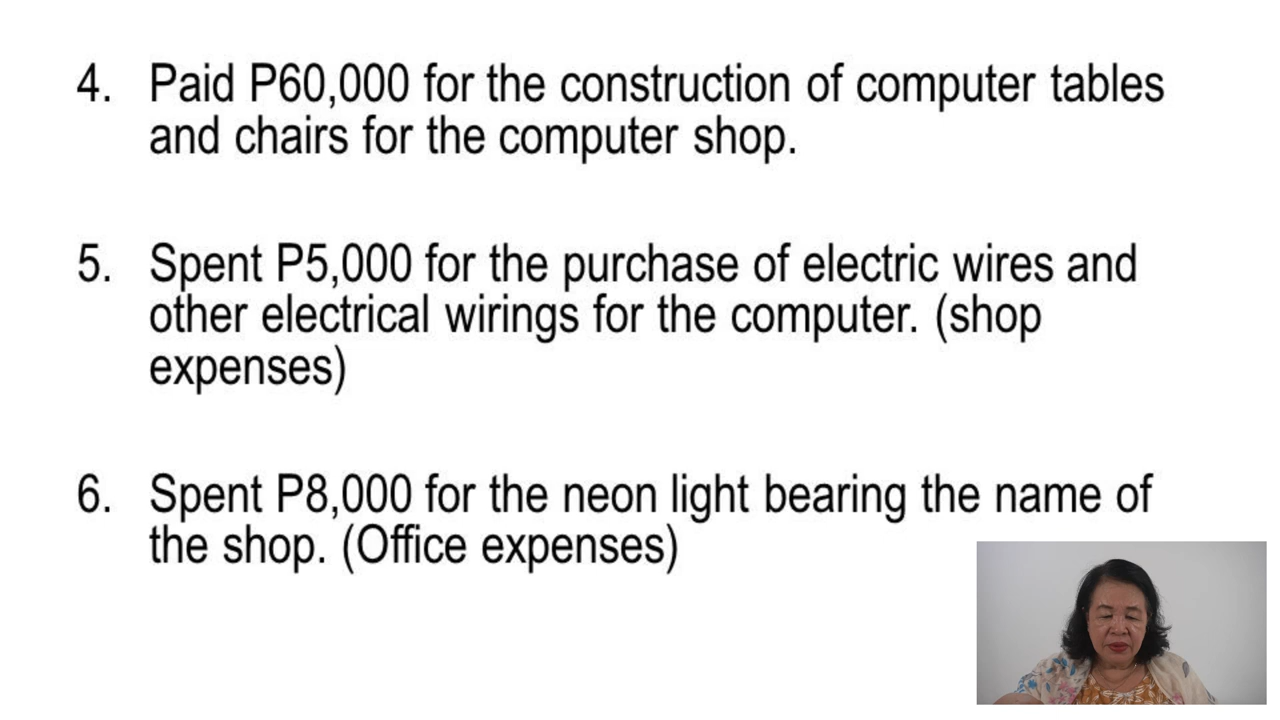 4. Paid P60,000 for the construction of computer tables
and chairs for the computer shop.
5. Spent P5,000 for the purchase of electric wires and
other electrical wirings for the computer. (shop
expenses)
6. Spent P8,000 for the neon light bearing the name of
the shop. (Office expenses)